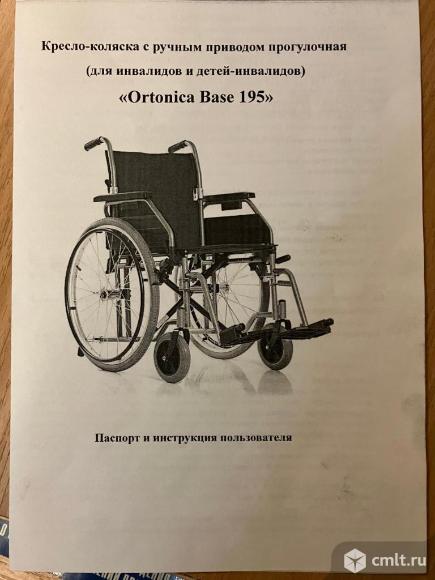 Кресло-коляска с ручным приводом прогулочная
(для инвалидов и детей-инвалидов)
«Ortonica Base 195»
Паспорт и инструкция пользователя
cmlt.ru